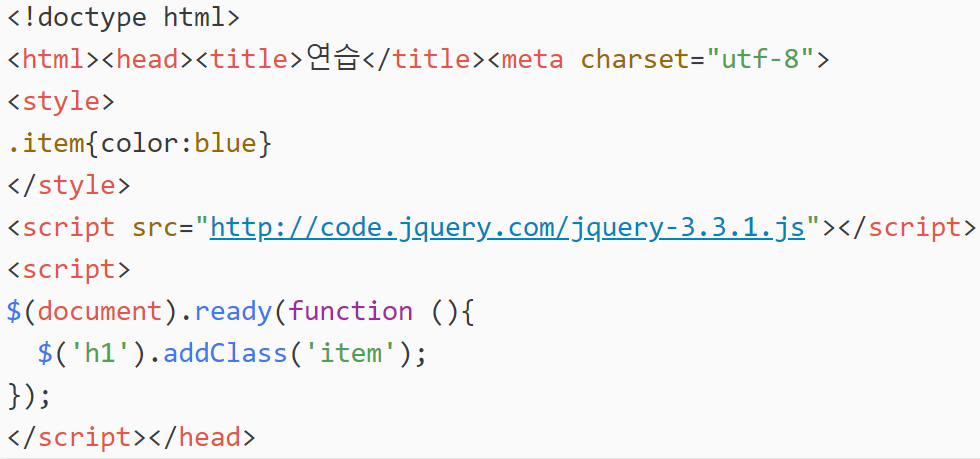 <!doctype html>
<html><head><title>연습</title><meta charset="utf-8">
<style>
.item{color:blue}
</style>
<script src="http://code.jquery.com/jquery-3.3.1.js"></script>
<script>
$(document).ready(function (){
  $('h1').addClass('item');
});
</script></head>